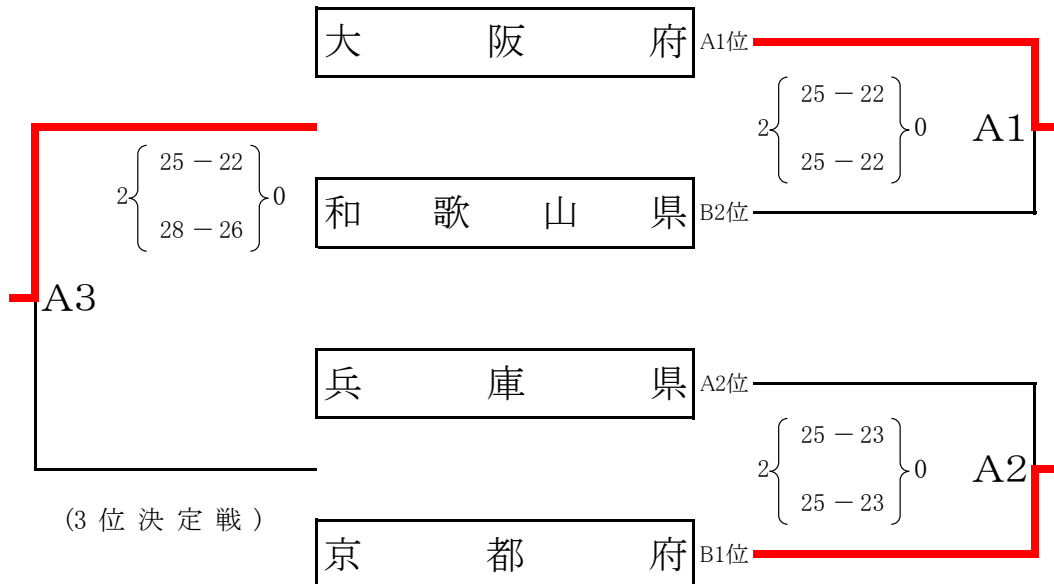 大阪府 A1位
2 { 25 － 22 } 0
25 － 22
A1
2 { 25 － 22 } 0
28 － 26
和歌山県 B2位
A3
兵庫県 A2位
2 { 25 － 23 } 0
25 － 23
A2
(3位決定戦)
京都府 B1位